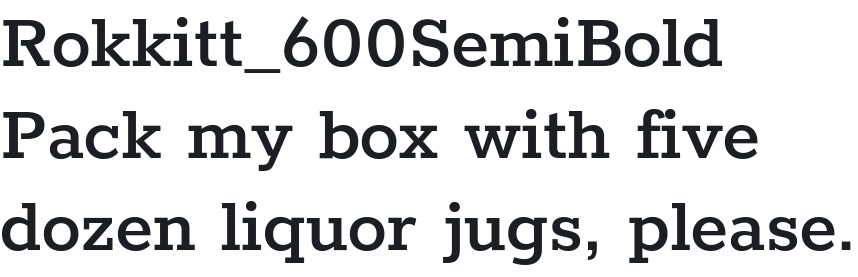 Rokkitt_600SemiBold
Pack my box with five
dozen liquor jugs, please.